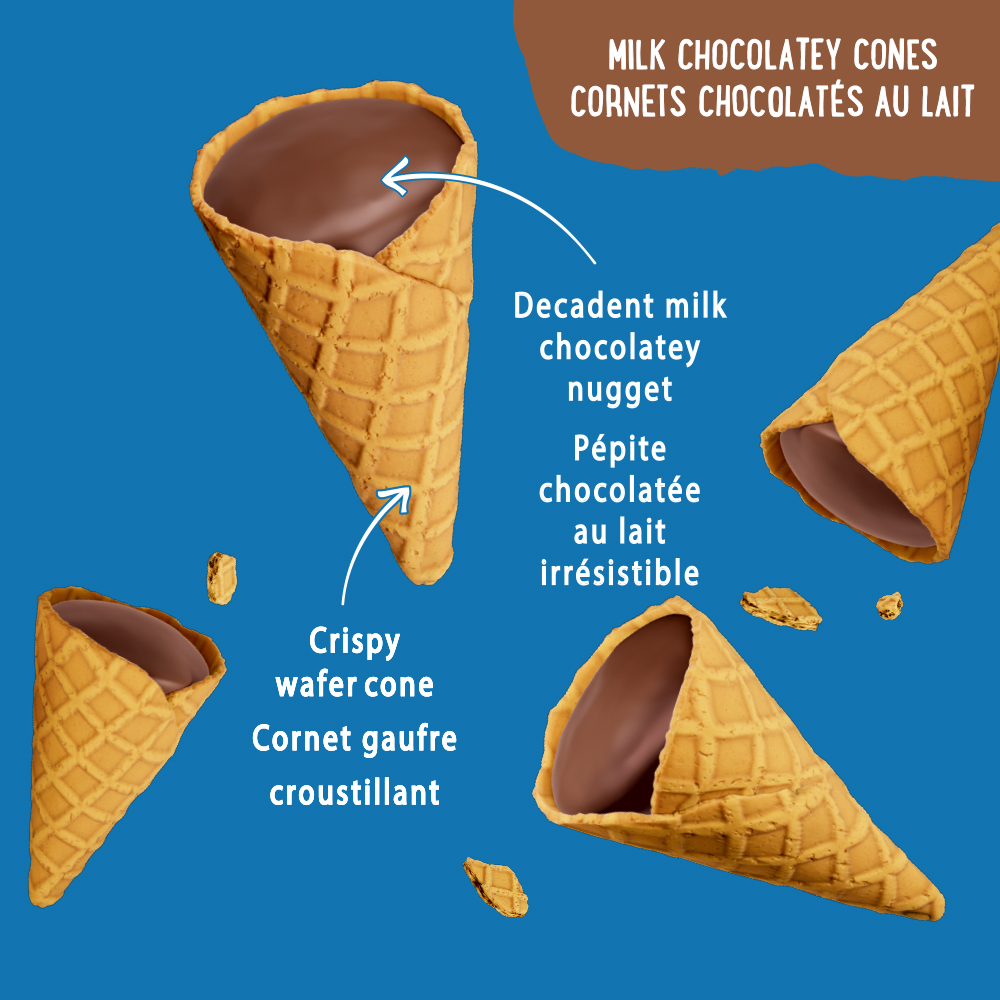 MILK CHOCOLATEY CONES
CORNETS CHOCOLATÉS AU LAIT
Decadent milk
chocolatey
nugget
Pépite
chocolatée
au lait
irrésistible
Crispy
wafer cone
Cornet gaufre
croustillant